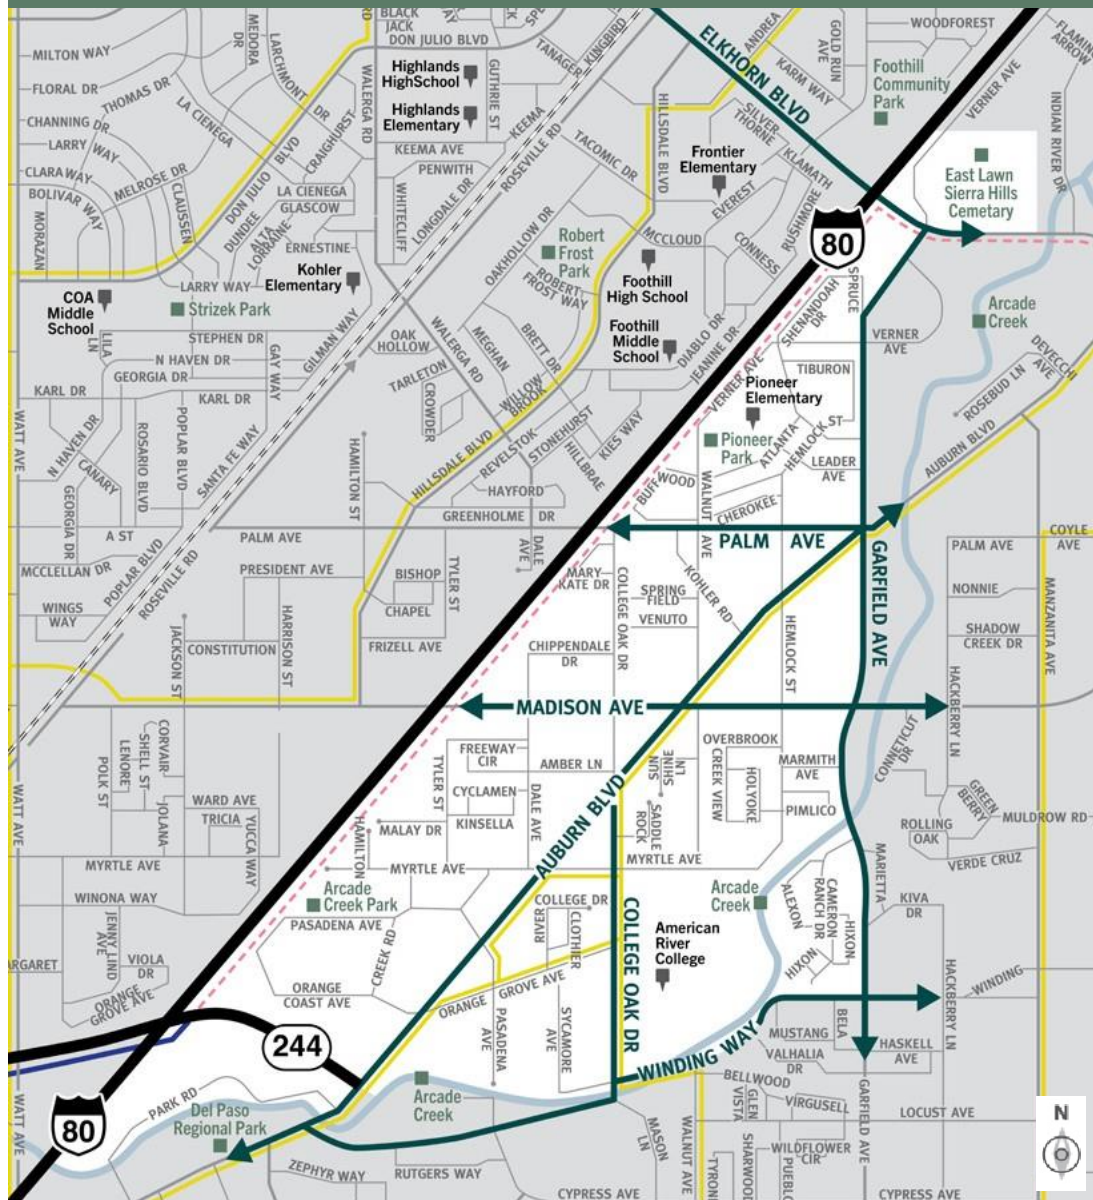 BLACK
JACK
DR
DON JULIO BLVD
WOODFOREST
MILTON WAY
MEDORA
DR
LARCHMONT
DR
TANAGER
KINGBIRD
ELKHORN BLVD
ANDREA
GOLD RUN
AVE
FLAMIN
ARROW
Highlands
HighSchool
GUTHRIE ST
KARM WAY
Foothill
Community
Park
VERNER AVE
FLORAL DR
THOMAS DR
LA CIENEGA
WALERGA RD
CHANNING DR
Highlands
Elementary
KEEMA
HILLSDALE BLVD
SILVER
THORNE
INDIAN RIVER DR
LARRY WAY
CRAIGHURST
KEEMA AVE
ROSEVILLE RD
TACOMIC DR
Frontier
Elementary
KLAMATH
East Lawn
Sierra Hills
Cemetary
CLARA WAY
MELROSE DR
PENWITH
BOLIVAR WAY
CLAUSSEN
DON JULIO BLVD
LA CIENEGA
GLASCOW
WHITECLIFF
LONGDALE DR
EVEREST
RUSHMORE
MORAZAN
DUNDEE
ALTA
LORRAINE
ERNESTINE
OAKHOLLOW DR
Robert
Frost
Park
MCCLOUD
CONNESS
80
COA
Middle
School
LARRY WAY
Kohler
Elementary
ROBERT
FROST WAY
Foothill
High School
SPRUCE
SHENANDOAH
DR
Strizek Park
Arcade
Creek
LILA
LN
STEPHEN DR
GILMAN WAY
OAK
HOLLOW
WALERGA RD
MEGHAN
BRETT DR
Foothill
Middle
School
DIABLO DR
JEANINE DR
VERNER
AVE
N HAVEN DR
GEORGIA DR
GAY WAY
TARLETON
WILLOW
BROOK
VERNER AVE
TIBURON
Pioneer
Elementary
ROSEBUD LN
DEVECCHI
AVE
KARL DR
KARL DR
CROWDER
WATT AVE
N HAVEN DR
CANARY
ROSARIO BLVD
POPLAR BLVD
SANTA FE WAY
HAMILTON ST
HILLSDALE BLVD
REVELSTOK
STONEHURST
HILLBRAE
KIES WAY
Pioneer
Park
ATLANTA
HEMLOCK ST
LEADER
AVE
AUBURN BLVD
GEORGIA DR
HAYFORD
BUFF WOOD
WALNUT
AVE
CHEROKEE
GREENHOLME DR
A ST
PALM AVE
DALE
AVE
PALM AVE
GARFIELD AVE
PALM AVE
COYLE
AVE
MCCLELLAN DR
POPLAR BLVD
ROSEVILLE RD
PRESIDENT AVE
BISHOP
CHAPEL
TYLER ST
MARY
KATE DR
COLLEGE OAK DR
SPRING
FIELD
KOHLER RD
NONNIE
MANZANITA AVE
WINGS
WAY
JACKSON ST
HARRISON ST
VENUTO
HEMLOCK ST
SHADOW
CREEK DR
CONSTITUTION
FRIZELL AVE
CHIPPENDALE
DR
HACKBERRY LN
MADISON AVE
CORVAIR
SHELL ST
LENORE
POLK ST
FREEWAY
CIR
OVERBROOK
CONNECTICUT
DR
TYLER ST
AMBER LN
SUN
SHINE
LN
CREEK VIEW
HOLYOKE
MARMITH
AVE
WATT AVE
JOLANA
WARD AVE
TRICIA
YUCCA WAY
CYCLAMEN
KINSELLA
DALE AVE
AUBURN BLVD
SADDLE
ROCK
PIMLICO
GREEN
BERRY
MULDROW RD
HAMILTON
MALAY DR
ROLLING
OAK
MYRTLE AVE
MYRTLE AVE
MYRTLE AVE
MARIETTA
VERDE CRUZ
WINONA WAY
Arcade
Creek Park
COLLEGE DR
Arcade
Creek
ALEXON
CAMERON
RANCH DR
KIVA
DR
JENNY LIND
AVE
PASADENA AVE
RIVER
CLOTHIER
COLLEGE OAK DR
American
River
College
HIXON
HIXON
ARGARET
VIOLA
DR
CREEK RD
HACKBERRY LN
WINDING
ORANGE
GROVE AVE
ORANGE
COAST AVE
ORANGE GROVE AVE
PASADENA
AVE
SYCAMORE
AVE
BELA
244
WINDING WAY
MUSTANG
HASKELL
AVE
VALHALIA
DR
PARK RD
Arcade
Creek
BELLWOOD
GLEN
VISTA
VIRGUSELL
GARFIELD AVE
LOCUST AVE
N
WATT AVE
80
Del Paso
Regional Park
MASON
LN
WALNUT AVE
SHARWOOD
WILDFLOWER
CIR
ZEPHYR WAY
RUTGERS WAY
CYPRESS AVE
CYPRESS AVE